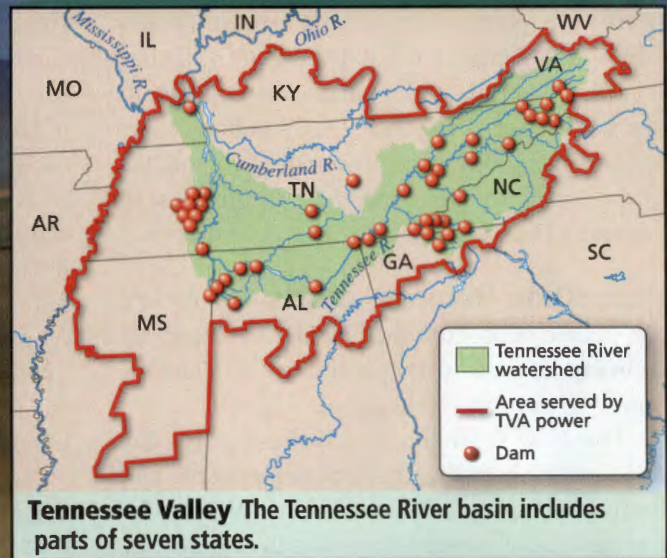 IL
IN
WV
Mississippi R.
Ohio R.
MO
VA
KY
Cumberland R.
TN
NC
AR
Tennessee R.
GA
SC
AL
MS
Tennessee River
watershed
Area served by
TVA power
Dam
Tennessee Valley The Tennessee River basin includes
parts of seven states.